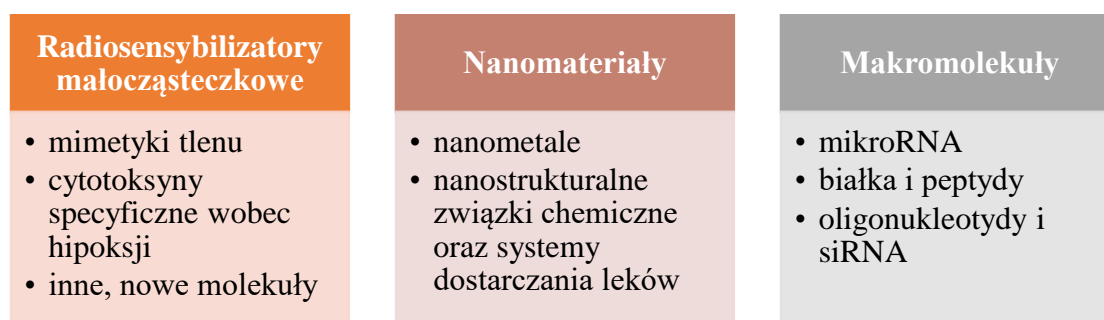 Radiosensybilizatory
małocząsteczkowe
• mimetyki tlenu
• cytotoksyny
specyficzne wobec
hipoksji
• inne, nowe molekuły
Nanomateriały
• nanometale
• nanostrukturalne
związki chemiczne
oraz systemy
dostarczania leków
Makromolekuły
• mikroRNA
• białka i peptydy
• oligonukleotydy i
siRNA